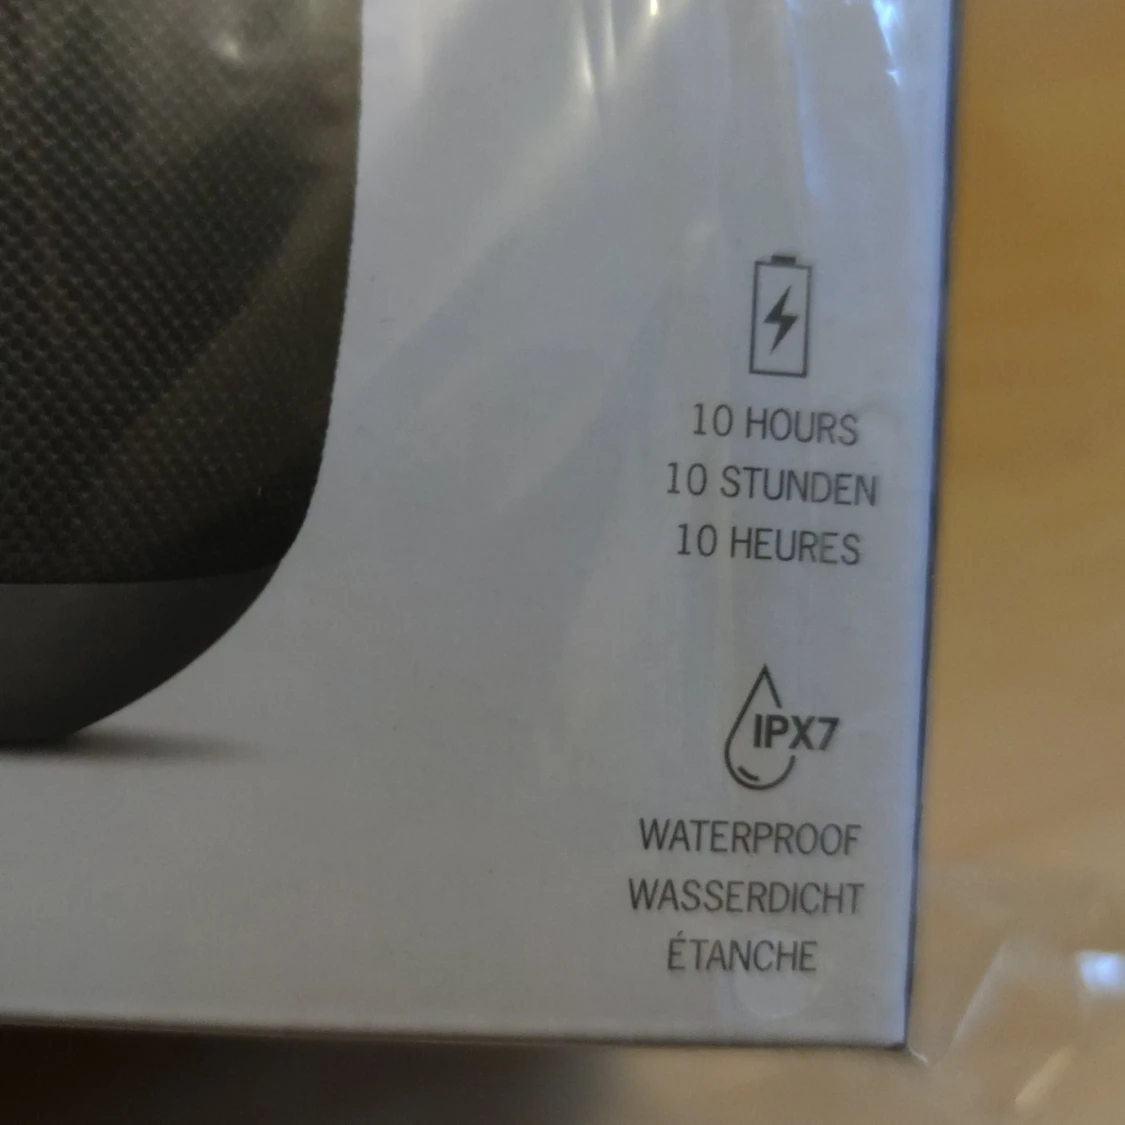 10 HOURS
10 STUNDEN
10 HEURES
IPX7
WATERPROOF
WASSERDICHT
ÉTANCHE